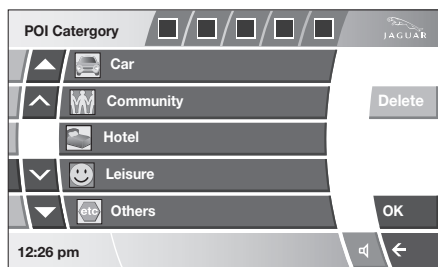 POI Catergory
JAGUAR
Car
Community
Delete
Hotel
Leisure
etc
Others
OK
12:26 pm